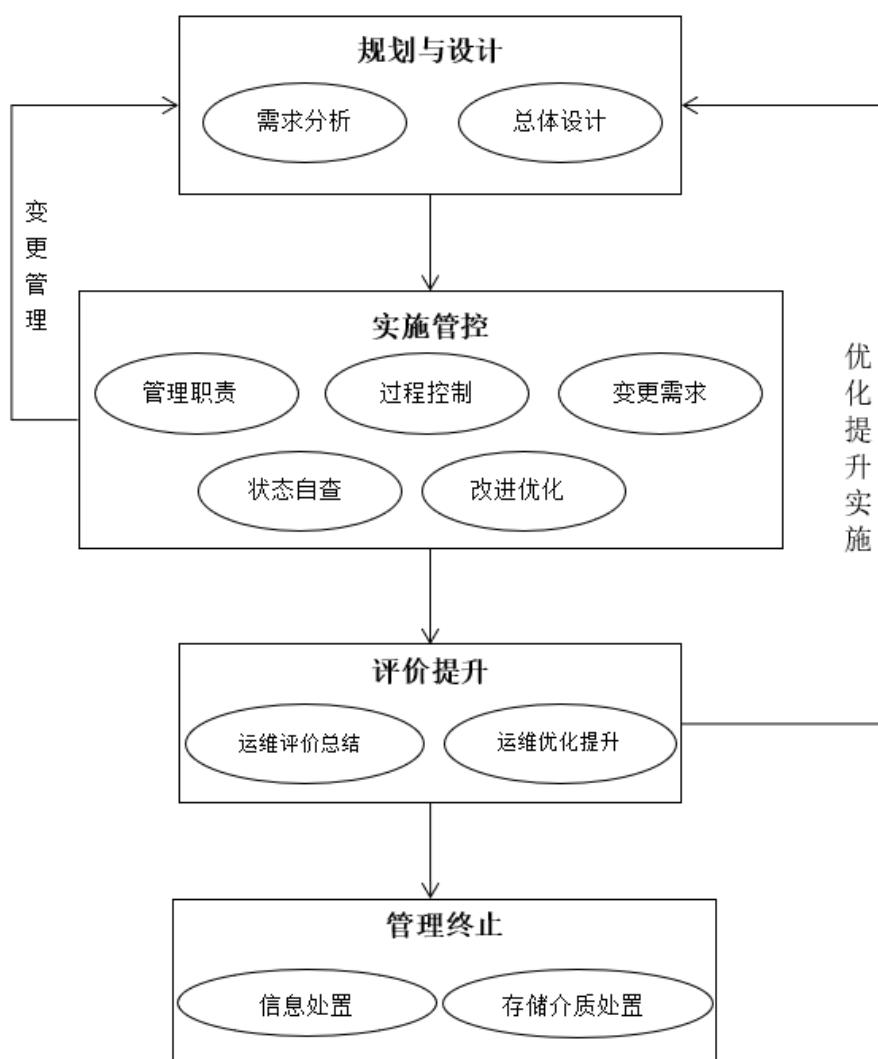 规划与设计
需求分析
总体设计
变更管理
实施管控
管理职责
过程控制
变更需求
状态自查
改进优化
优化提升实施
评价提升
运维评价总结
运维优化提升
管理终止
信息处置
存储介质处置